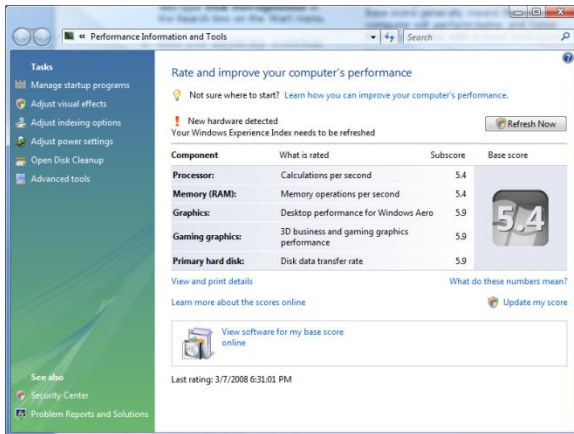 the Search box on the Start menu.
« Performance Information and Tools
Search
Tasks
Manage startup programs
Adjust visual effects
Adjust indexing options
Adjust power settings
Open Disk Cleanup
Advanced tools
See also
Security Center
Problem Reports and Solutions
Rate and improve your computer's performance
Not sure where to start? Learn how you can improve your computer's performance.
New hardware detected
Your Windows Experience Index needs to be refreshed
Refresh Now
Component What is rated Subscore Base score
Processor: Calculations per second 5.4
Memory (RAM): Memory operations per second 5.4
Graphics: Desktop performance for Windows Aero 5.9
Gaming graphics: 3D business and gaming graphics performance 5.9
Primary hard disk: Disk data transfer rate 5.9
5.4
View and print details What do these numbers mean?
Learn more about the scores online Update my score
View software for my base score
online
Last rating: 3/7/2008 6:31:01 PM